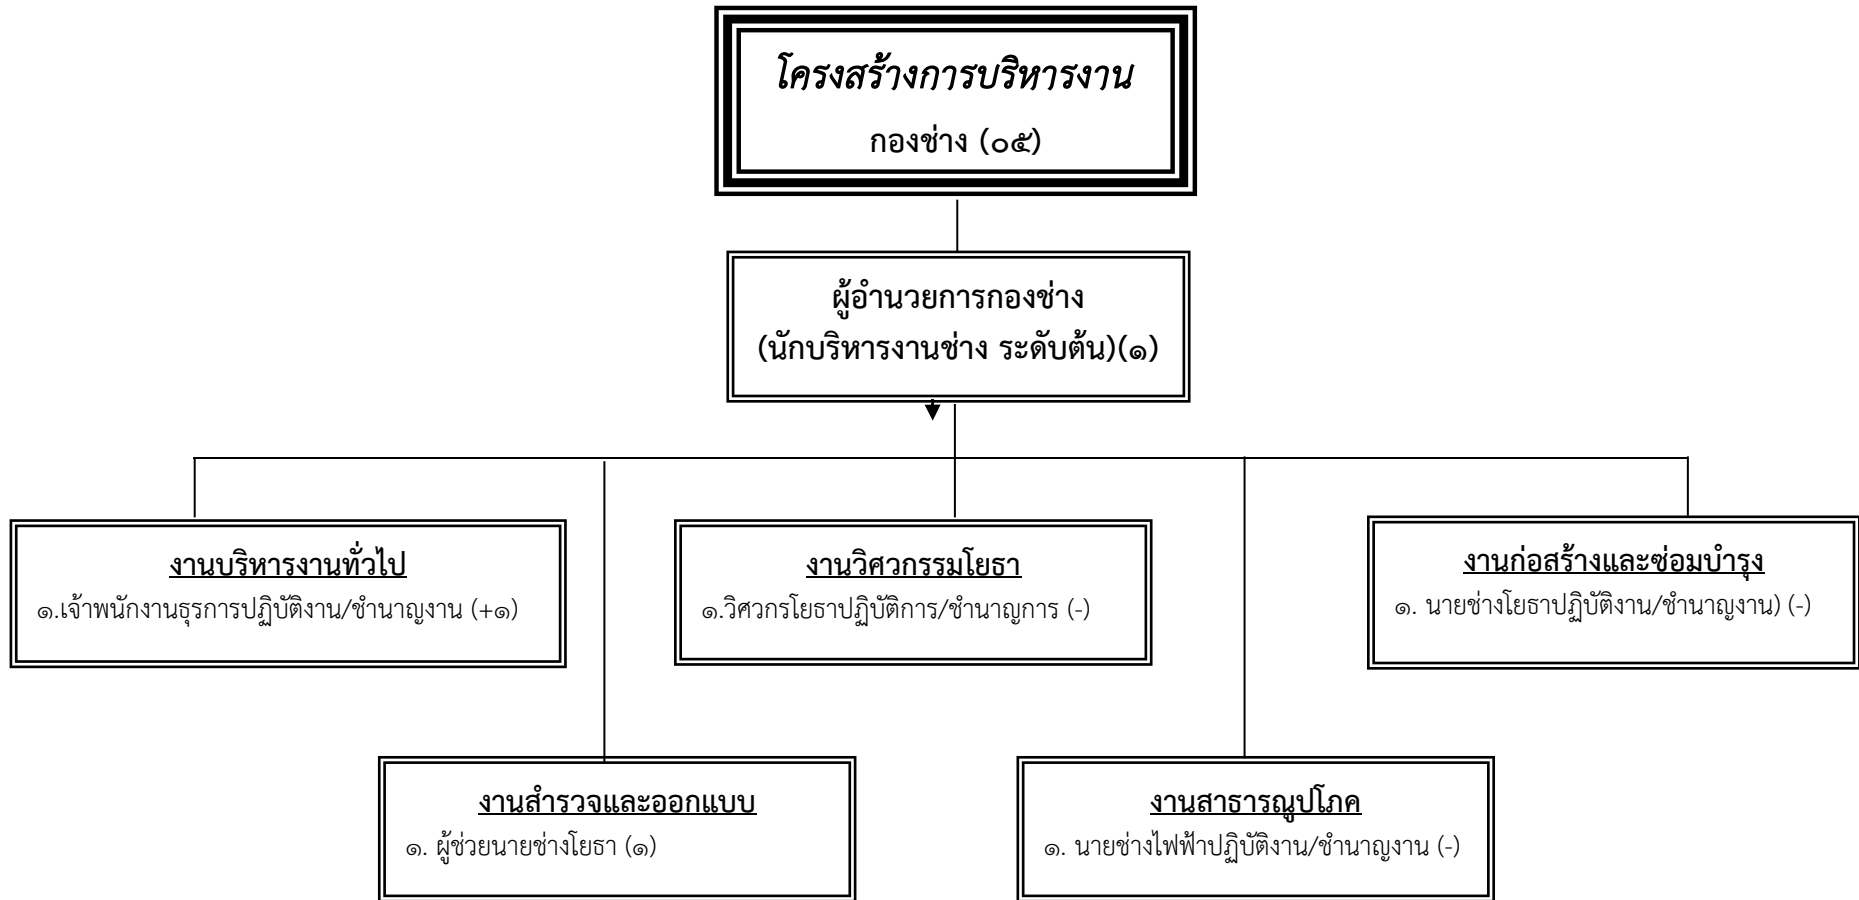 โครงสร้างการบริหารงาน
กองช่าง (๐๕)
ผู้อำนวยการกองช่าง
(นักบริหารงานช่าง ระดับต้น)(๑)
งานบริหารงานทั่วไป
๑.เจ้าพนักงานธุรการปฏิบัติงาน/ชำนาญงาน (+๑)
งานวิศวกรรมโยธา
๑.วิศวกรโยธาปฏิบัติการ/ชำนาญการ (-)
งานก่อสร้างและซ่อมบำรุง
๑. นายช่างโยธาปฏิบัติงาน/ชำนาญงาน) (-)
งานสำรวจและออกแบบ
๑. ผู้ช่วยนายช่างโยธา (๑)
งานสาธารณูปโภค
๑. นายช่างไฟฟ้าปฏิบัติงาน/ชำนาญงาน (-)